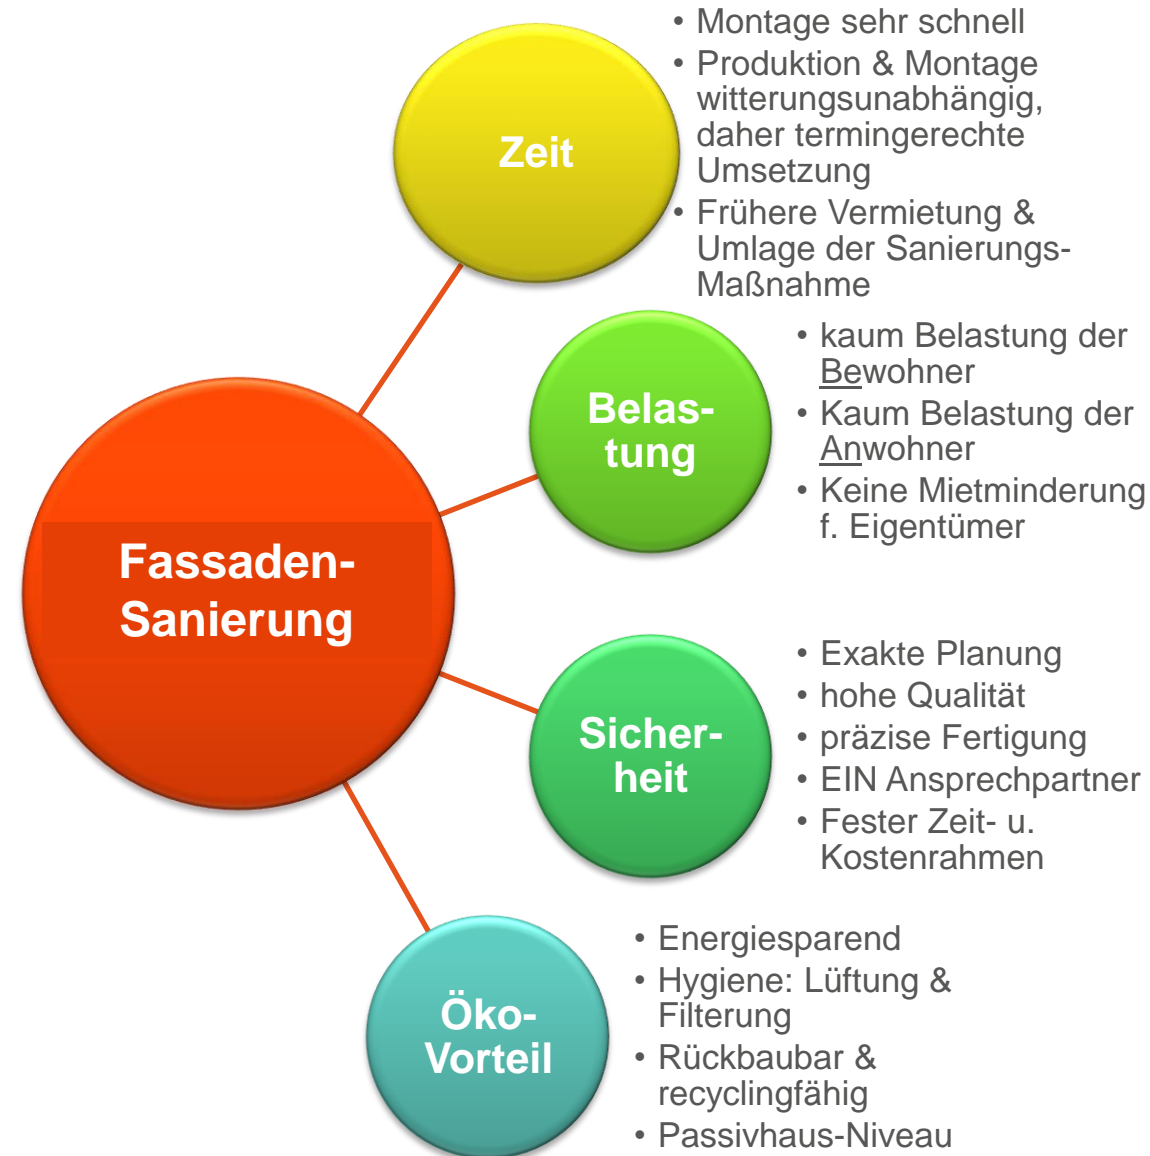 Zeit
• Montage sehr schnell
• Produktion & Montage
witterungsunabhängig,
daher termingerechte
Umsetzung
• Frühere Vermietung &
Umlage der Sanierungs-
Maßnahme
Belas-
tung
• kaum Belastung der
Bewohner
• Kaum Belastung der
Anwohner
• Keine Mietminderung
f. Eigentümer
Fassaden-
Sanierung
Sicher-
heit
• Exakte Planung
• hohe Qualität
• präzise Fertigung
• EIN Ansprechpartner
• Fester Zeit- u.
Kostenrahmen
Öko-
Vorteil
• Energiesparend
• Hygiene: Lüftung &
Filterung
• Rückbaubar &
recyclingfähig
• Passivhaus-Niveau